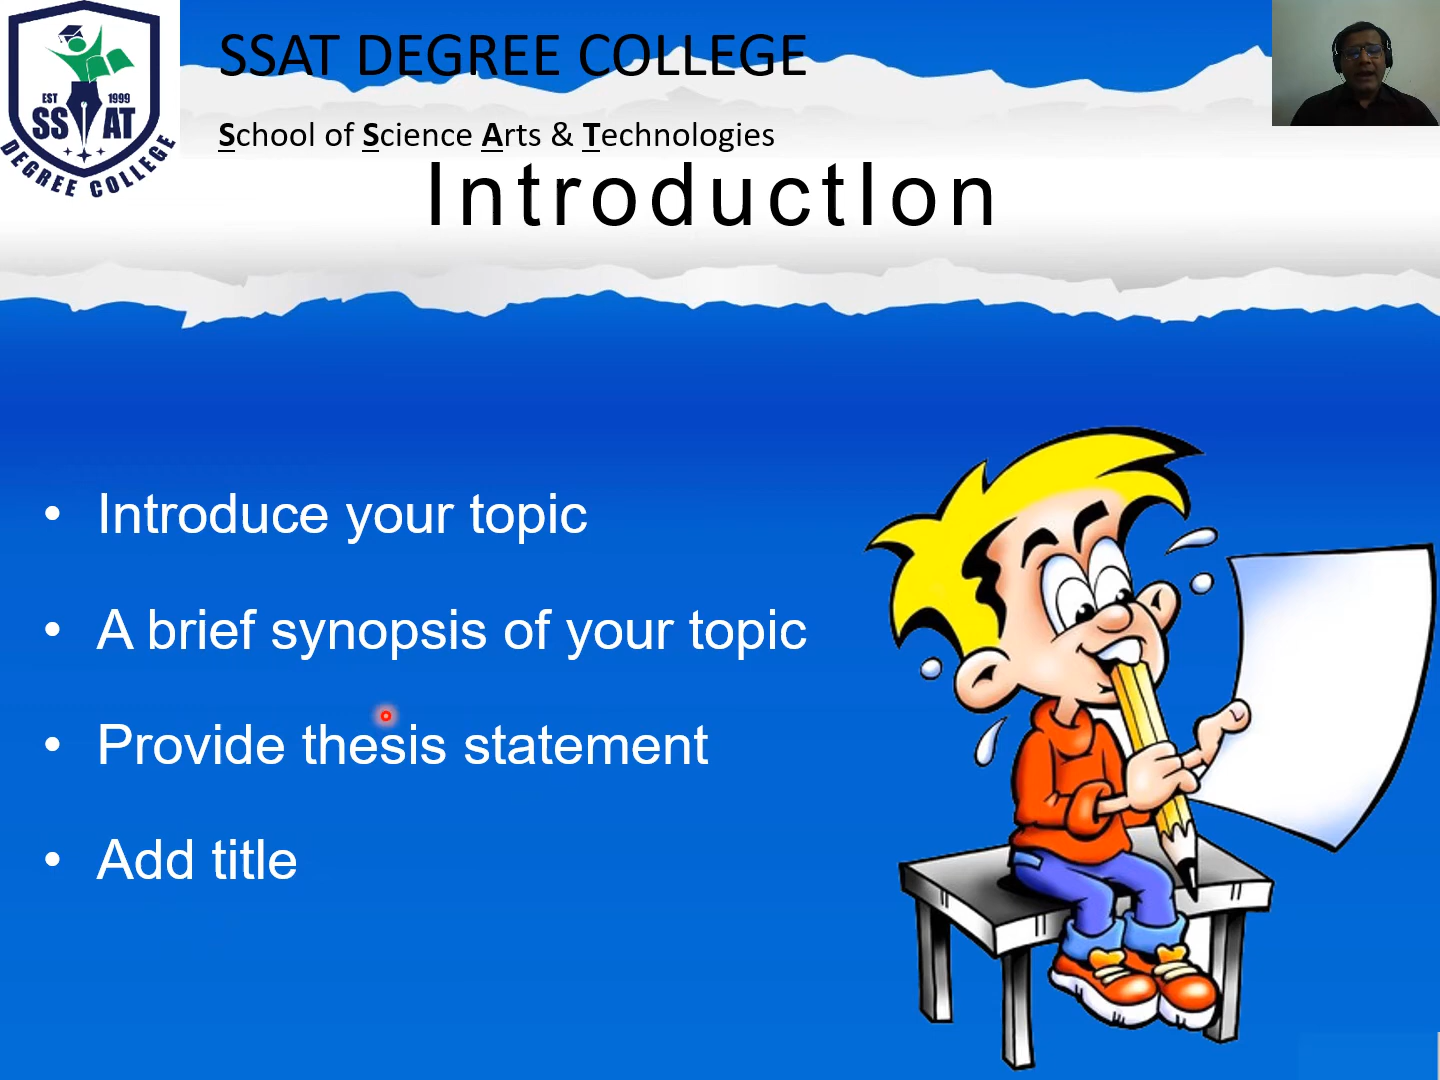 SSAT DEGREE COLLEGE
School of Science Arts & Technologies
EST 1999
SS AT
DEGREE COLLEGE
IntroductIon
• Introduce your topic
• A brief synopsis of your topic
• Provide thesis statement
• Add title